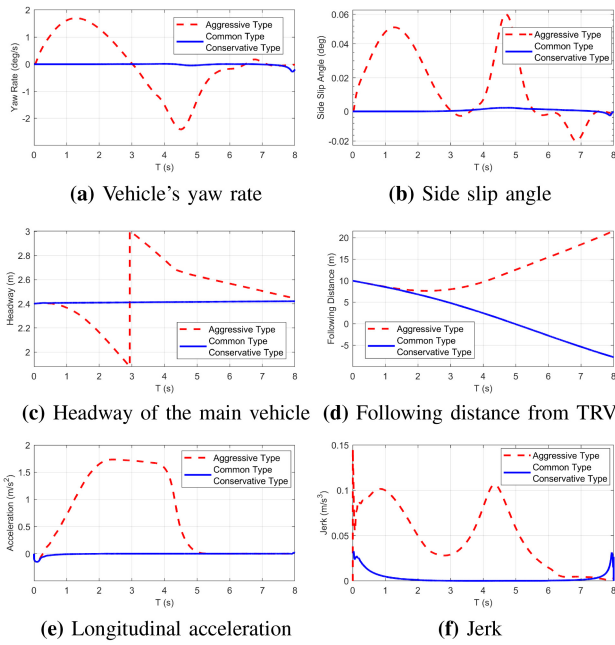 Yaw Rate (deg/s)
2
1
0
-1
-2
0 1 2 3 4 5 6 7 8
T (s)
Aggressive Type
Common Type
Conservative Type
(a) Vehicle's yaw rate
Side Slip Angle (deg)
0.06
0.04
0.02
0
-0.02
0 1 2 3 4 5 6 7 8
T (s)
Aggressive Type
Common Type
Conservative Type
(b) Side slip angle
Headway (m)
3
2.8
2.6
2.4
2.2
2
0 1 2 3 4 5 6 7 8
T (s)
Aggressive Type
Common Type
Conservative Type
(c) Headway of the main vehicle
Following Distance (m)
20
15
10
5
0
-5
0 1 2 3 4 5 6 7 8
T (s)
Aggressive Type
Common Type
Conservative Type
(d) Following distance from TRV
Acceleration (m/s²)
2
1.5
1
0.5
0
0 1 2 3 4 5 6 7 8
T (s)
Aggressive Type
Common Type
Conservative Type
(e) Longitudinal acceleration
Jerk (m/s³)
0.15
0.1
0.05
0
0 1 2 3 4 5 6 7 8
T (s)
Aggressive Type
Common Type
Conservative Type
(f) Jerk